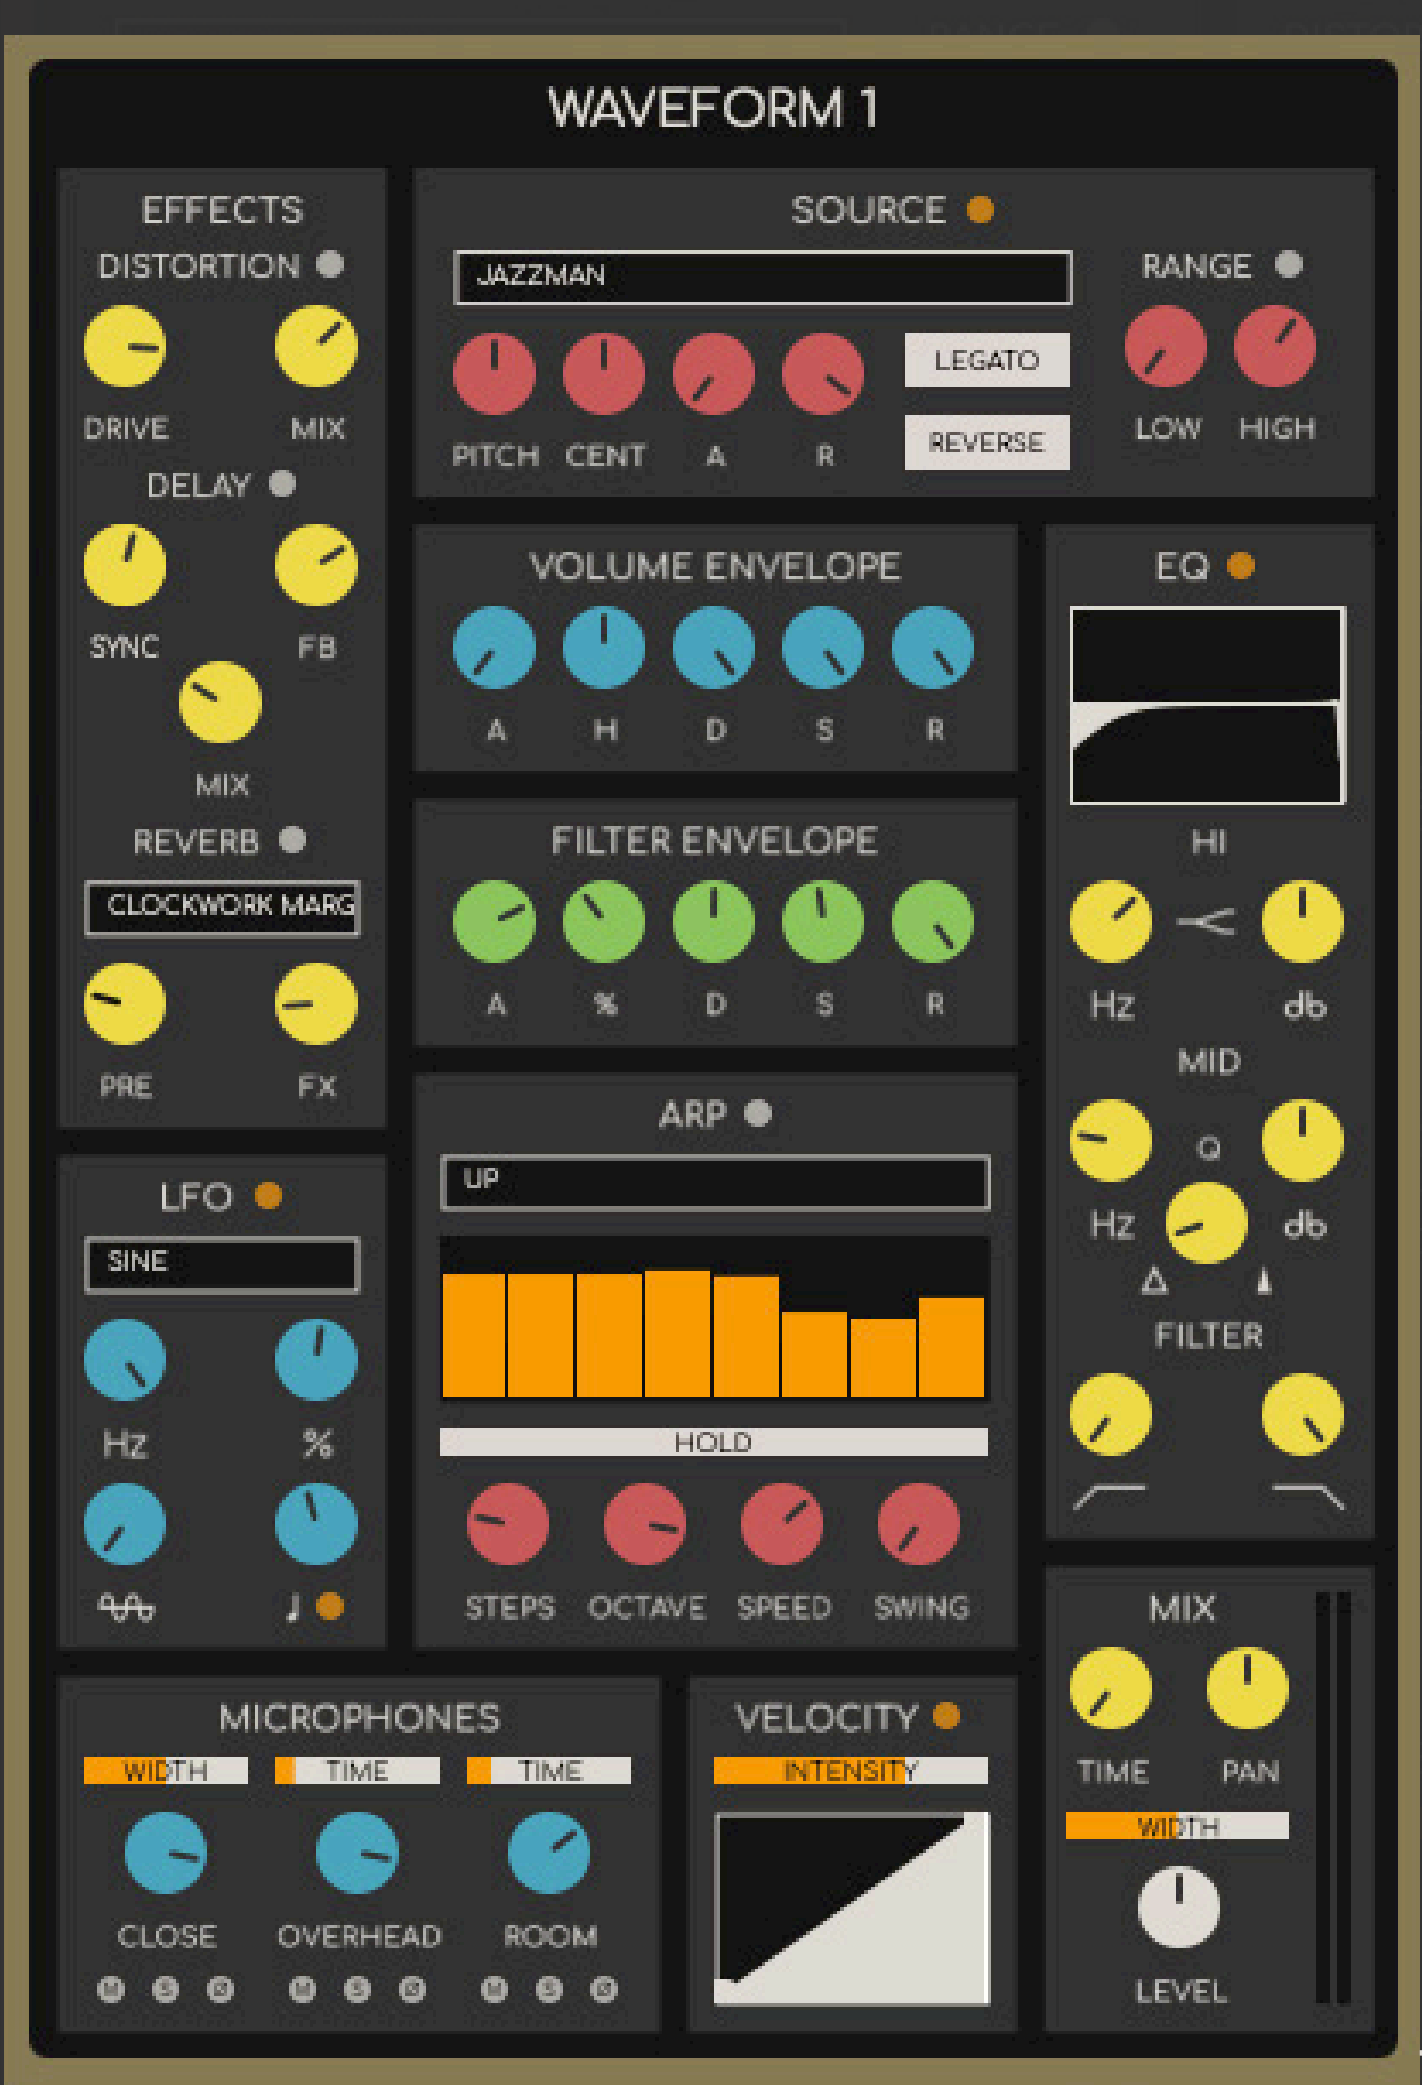 WAVEFORM 1
EFFECTS
DISTORTION
DRIVE MIX
DELAY
SYNC FB
MIX
REVERB
CLOCKWORK MARG
PRE FX
SOURCE
JAZZMAN
PITCH CENT A R
LEGATO
REVERSE
RANGE
LOW HIGH
VOLUME ENVELOPE
A H D S R
FILTER ENVELOPE
A % D S R
EQ
HI
Hz db
MID
Q
Hz db
FILTER
LFO
SINE
Hz %
ARP
UP
HOLD
STEPS OCTAVE SPEED SWING
MICROPHONES
WIDTH TIME TIME
CLOSE OVERHEAD ROOM
M S Ø M S Ø M S Ø
VELOCITY
INTENSITY
MIX
TIME PAN
WIDTH
LEVEL